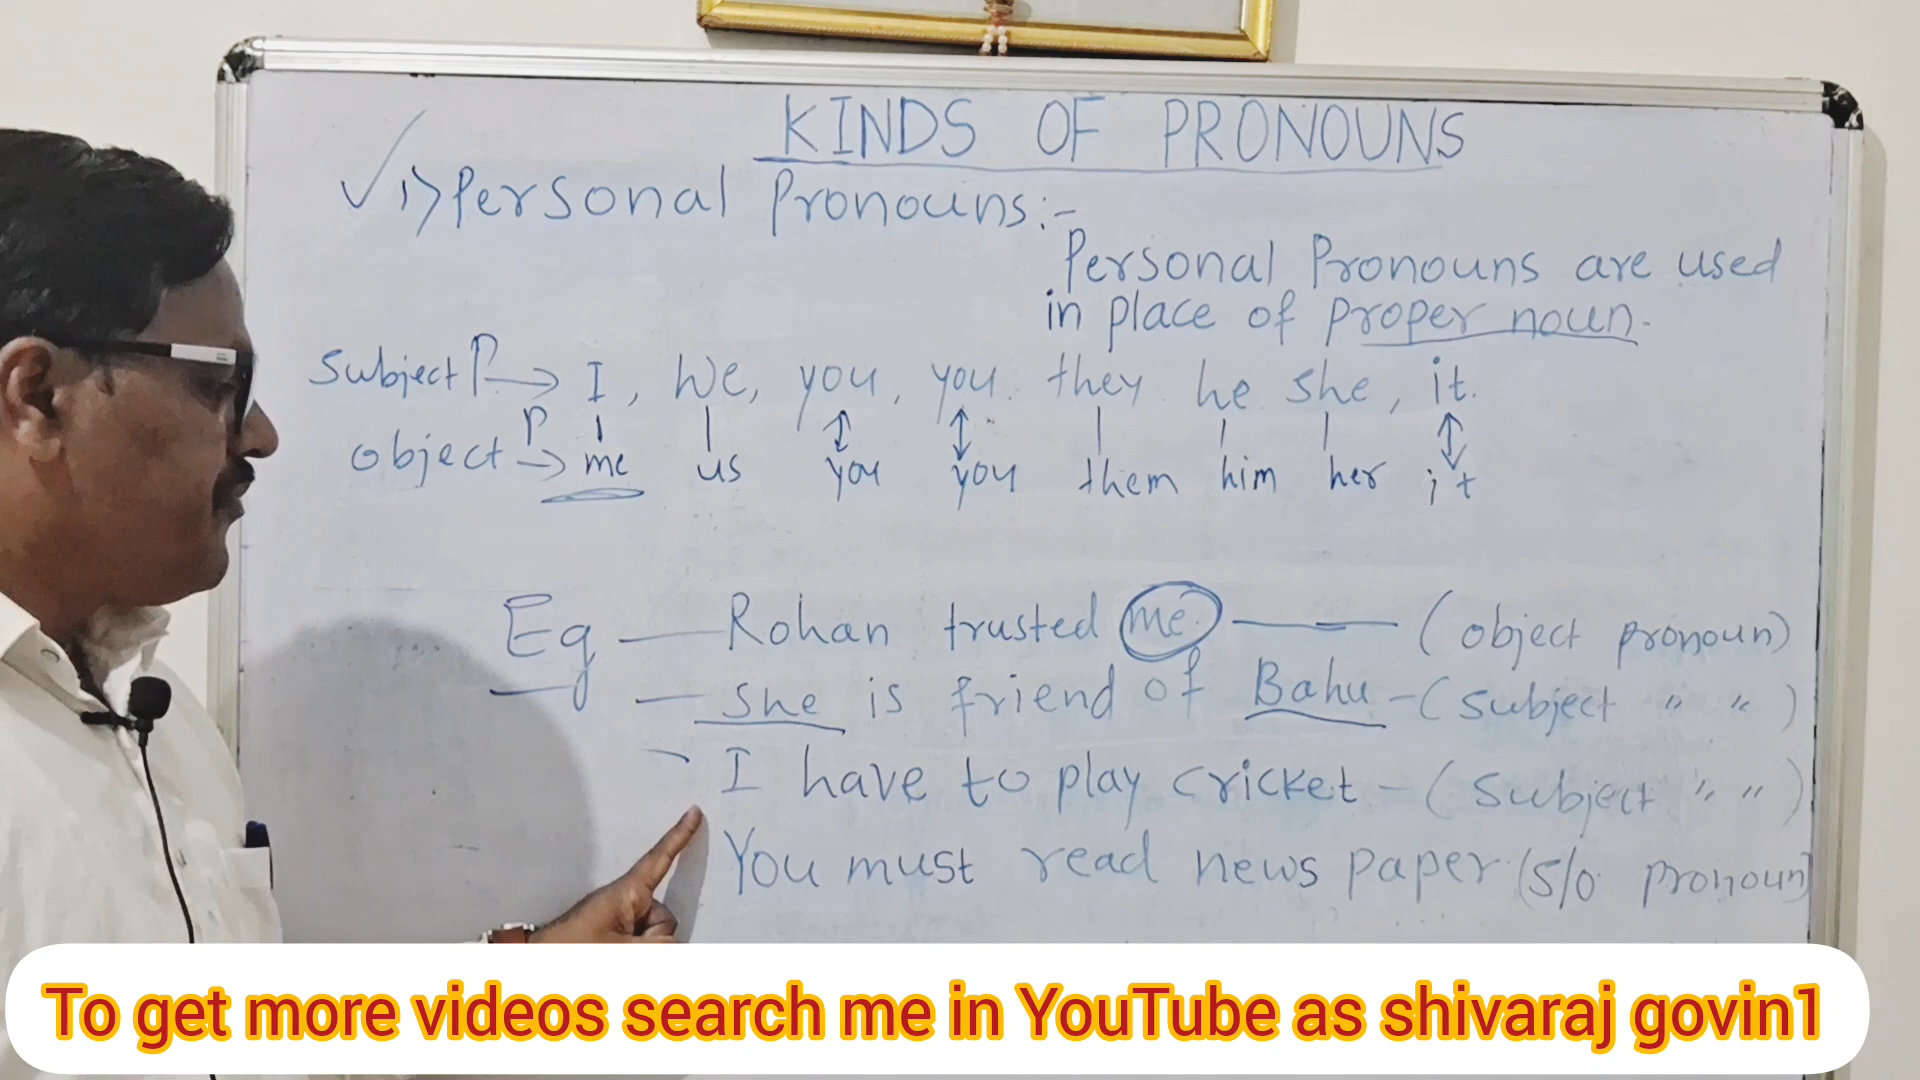 KINDS OF PRONOUNS
1) Personal Pronouns :-
Personal Pronouns are used
in place of proper noun.
Subject P → I, We, you, you. they he she, it.
object P → me us you you them him her it
Eg — Rohan trusted me. — (object pronoun)
— She is friend of Bahu - (Subject " ")
- I have to play cricket - (Subject " ")
You must read news paper (S/O pronoun)
To get more videos search me in YouTube as shivaraj govin1